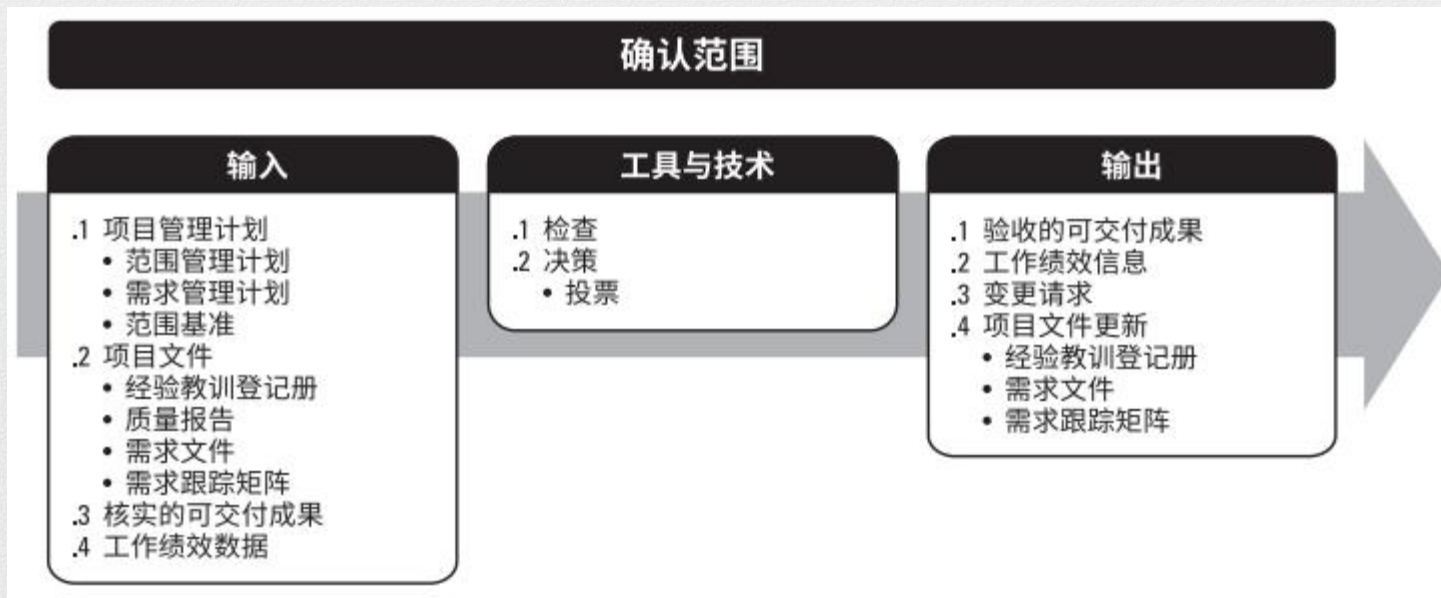 确认范围
输入
.1 项目管理计划
• 范围管理计划
• 需求管理计划
• 范围基准
.2 项目文件
• 经验教训登记册
• 质量报告
• 需求文件
• 需求跟踪矩阵
.3 核实的可交付成果
.4 工作绩效数据
工具与技术
.1 检查
.2 决策
• 投票
输出
.1 验收的可交付成果
.2 工作绩效信息
.3 变更请求
.4 项目文件更新
• 经验教训登记册
• 需求文件
• 需求跟踪矩阵